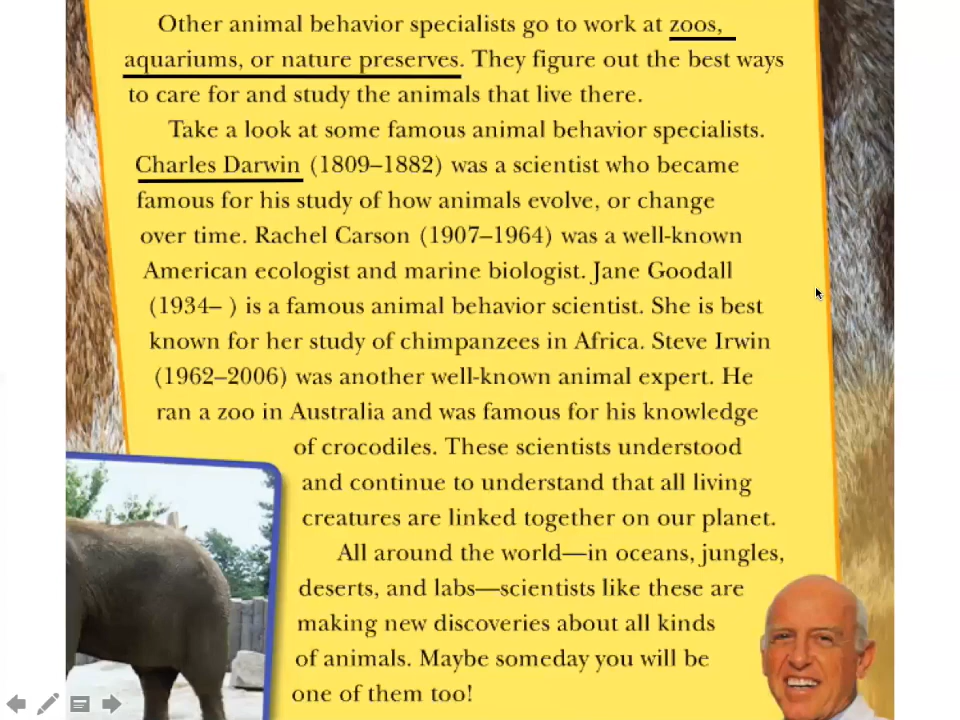 Other animal behavior specialists go to work at zoos,
aquariums, or nature preserves. They figure out the best ways
to care for and study the animals that live there.
Take a look at some famous animal behavior specialists.
Charles Darwin (1809–1882) was a scientist who became
famous for his study of how animals evolve, or change
over time. Rachel Carson (1907–1964) was a well-known
American ecologist and marine biologist. Jane Goodall
(1934– ) is a famous animal behavior scientist. She is best
known for her study of chimpanzees in Africa. Steve Irwin
(1962–2006) was another well-known animal expert. He
ran a zoo in Australia and was famous for his knowledge
of crocodiles. These scientists understood
and continue to understand that all living
creatures are linked together on our planet.
All around the world—in oceans, jungles,
deserts, and labs—scientists like these are
making new discoveries about all kinds
of animals. Maybe someday you will be
one of them too!